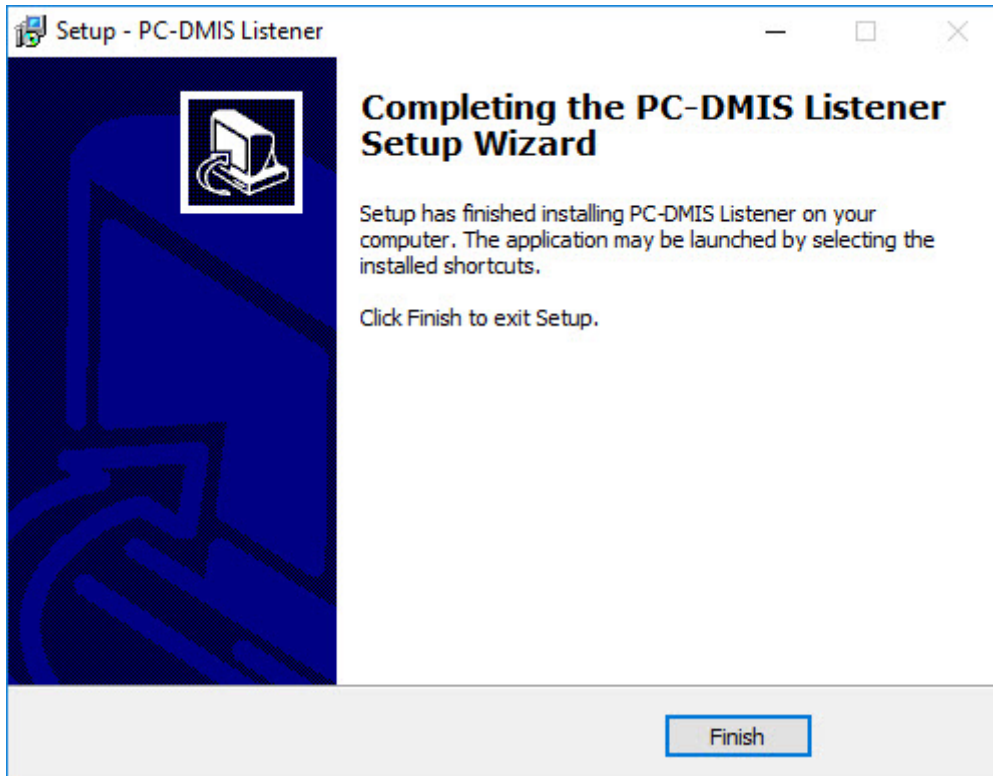 Setup - PC-DMIS Listener
Completing the PC-DMIS Listener
Setup Wizard
Setup has finished installing PC-DMIS Listener on your
computer. The application may be launched by selecting the
installed shortcuts.
Click Finish to exit Setup.
Finish